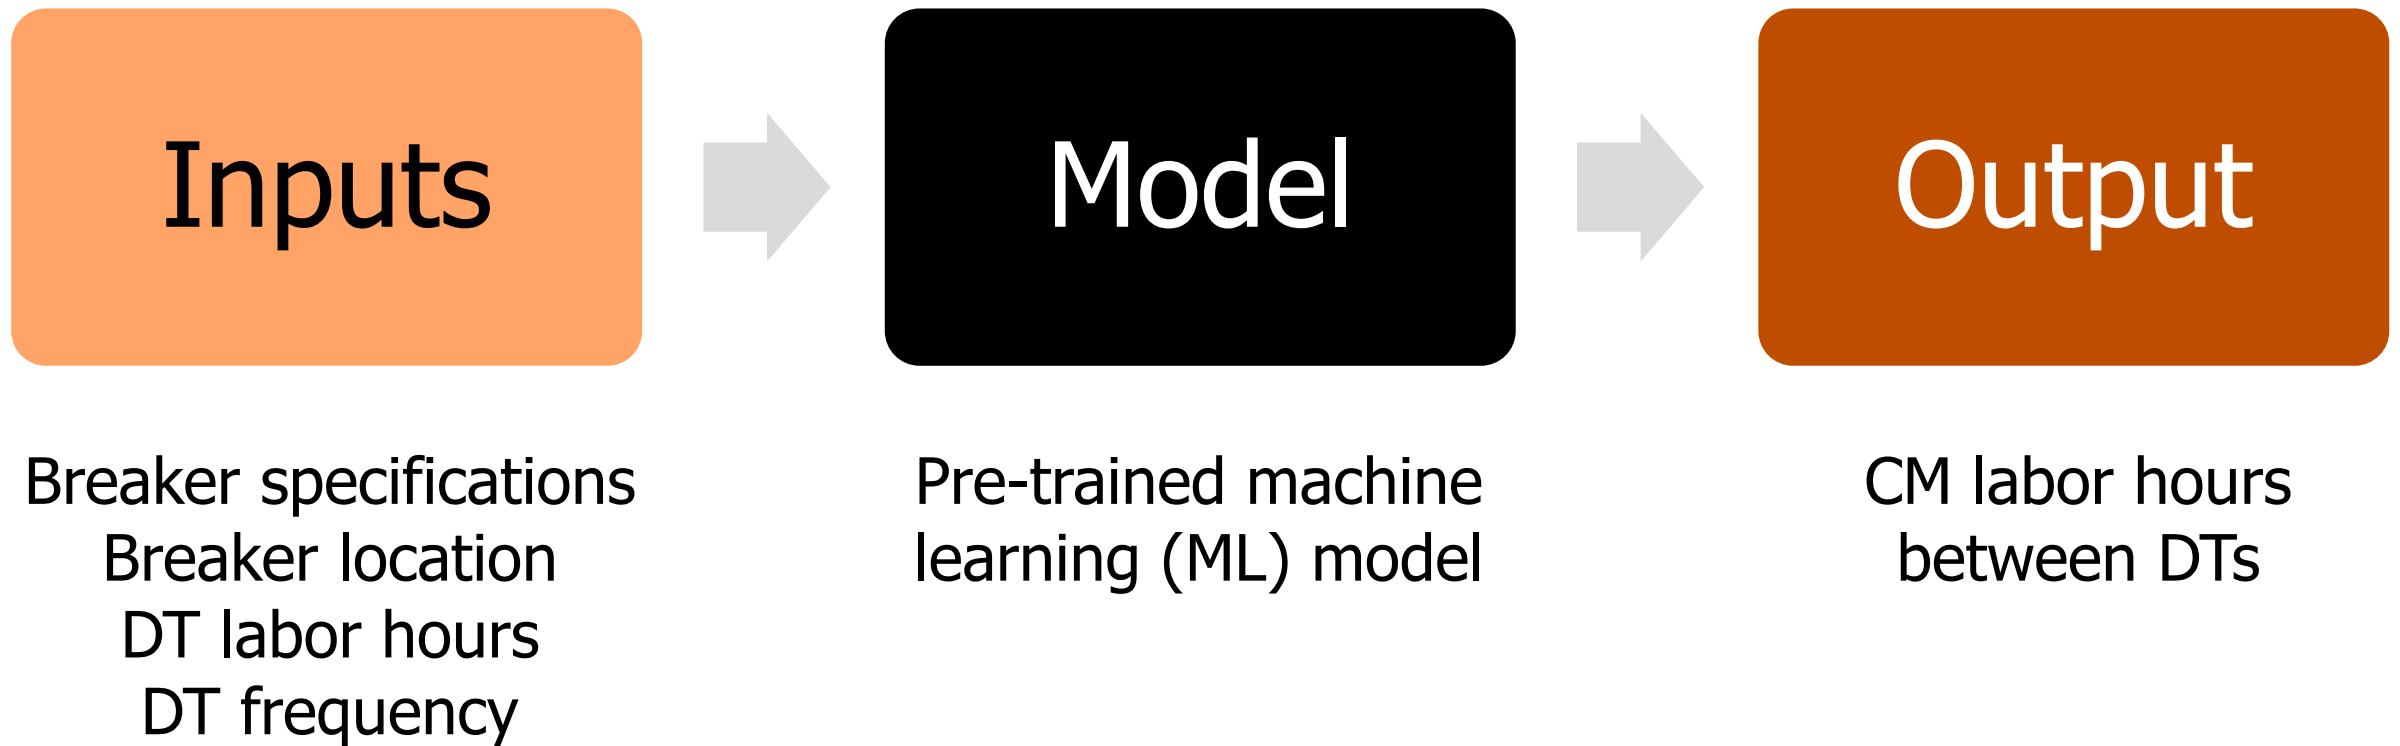 Inputs
Model
Output
Breaker specifications
Breaker location
DT labor hours
DT frequency
Pre-trained machine
learning (ML) model
CM labor hours
between DTs